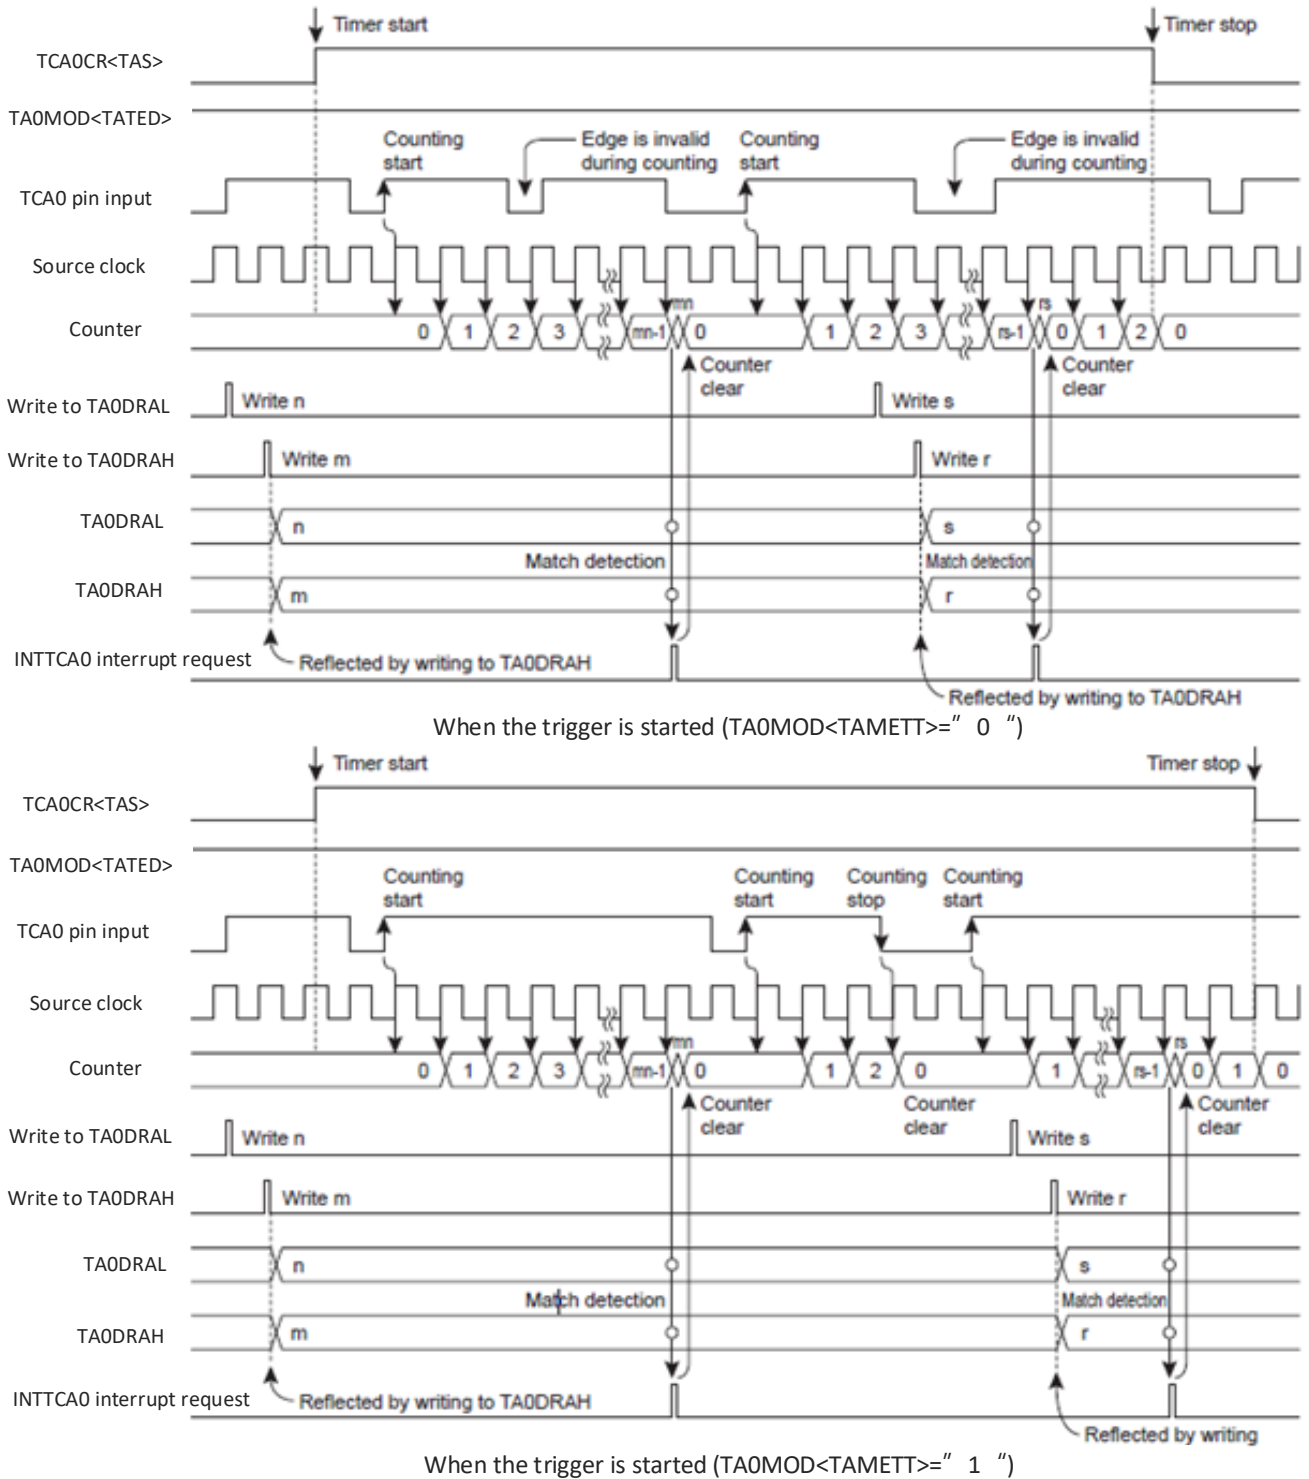 Timer start
Timer stop
TCA0CR<TAS>
TA0MOD<TATED>
Counting start
Edge is invalid during counting
Counting start
Edge is invalid during counting
TCA0 pin input
Source clock
mn
rs
Counter
0 1 2 3 mn-1 0 1 2 3 rs-1 0 1 2 0
Counter clear
Counter clear
Write to TA0DRAL
Write n
Write s
Write to TA0DRAH
Write m
Write r
TA0DRAL
n
s
Match detection
Match detection
TA0DRAH
m
r
INTTCA0 interrupt request
Reflected by writing to TA0DRAH
Reflected by writing to TA0DRAH
When the trigger is started (TA0MOD<TAMETT>=” 0 “)
Timer start
Timer stop
TCA0CR<TAS>
TA0MOD<TATED>
Counting start
Counting start
Counting stop
Counting start
TCA0 pin input
Source clock
mn
rs
Counter
0 1 2 3 mn-1 0 1 2 0 1 rs-1 0 1 0
Counter clear
Counter clear
Counter clear
Write to TA0DRAL
Write n
Write s
Write to TA0DRAH
Write m
Write r
TA0DRAL
n
s
Match detection
Match detection
TA0DRAH
m
r
INTTCA0 interrupt request
Reflected by writing to TA0DRAH
Reflected by writing
When the trigger is started (TA0MOD<TAMETT>=” 1 “)